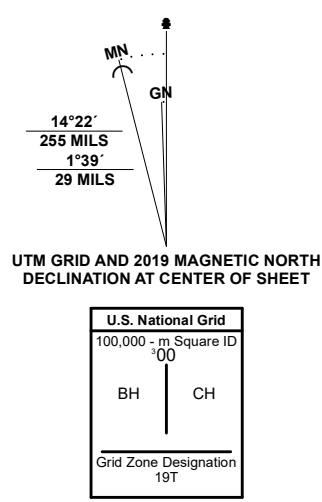 MN
GN
14°22´
255 MILS
1°39´
29 MILS
UTM GRID AND 2019 MAGNETIC NORTH
DECLINATION AT CENTER OF SHEET
U.S. National Grid
100,000 - m Square ID
³00
BH CH
Grid Zone Designation
19T